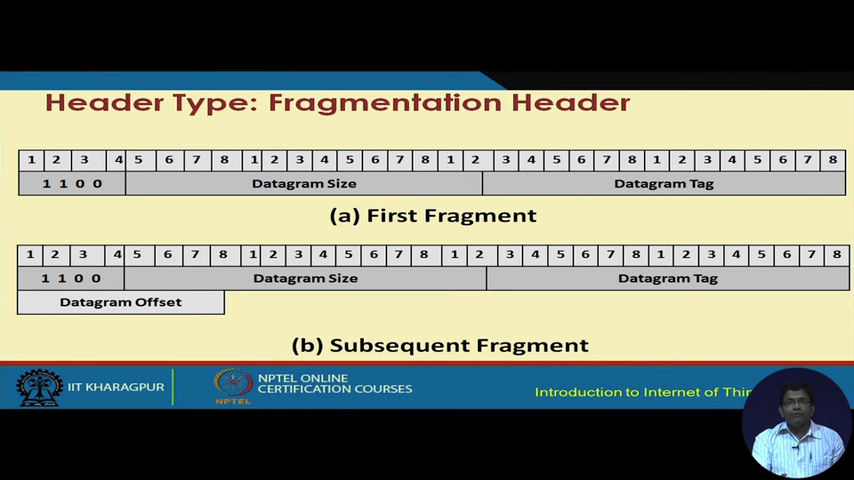 Header Type: Fragmentation Header
1 2 3 4 5 6 7 8 1 2 3 4 5 6 7 8 1 2 3 4 5 6 7 8 1 2 3 4 5 6 7 8
1 1 0 0 Datagram Size Datagram Tag
(a) First Fragment
1 2 3 4 5 6 7 8 1 2 3 4 5 6 7 8 1 2 3 4 5 6 7 8 1 2 3 4 5 6 7 8
1 1 0 0 Datagram Size Datagram Tag
Datagram Offset
(b) Subsequent Fragment
IIT KHARAGPUR
NPTEL
NPTEL ONLINE
CERTIFICATION COURSES
Introduction to Internet of Thin